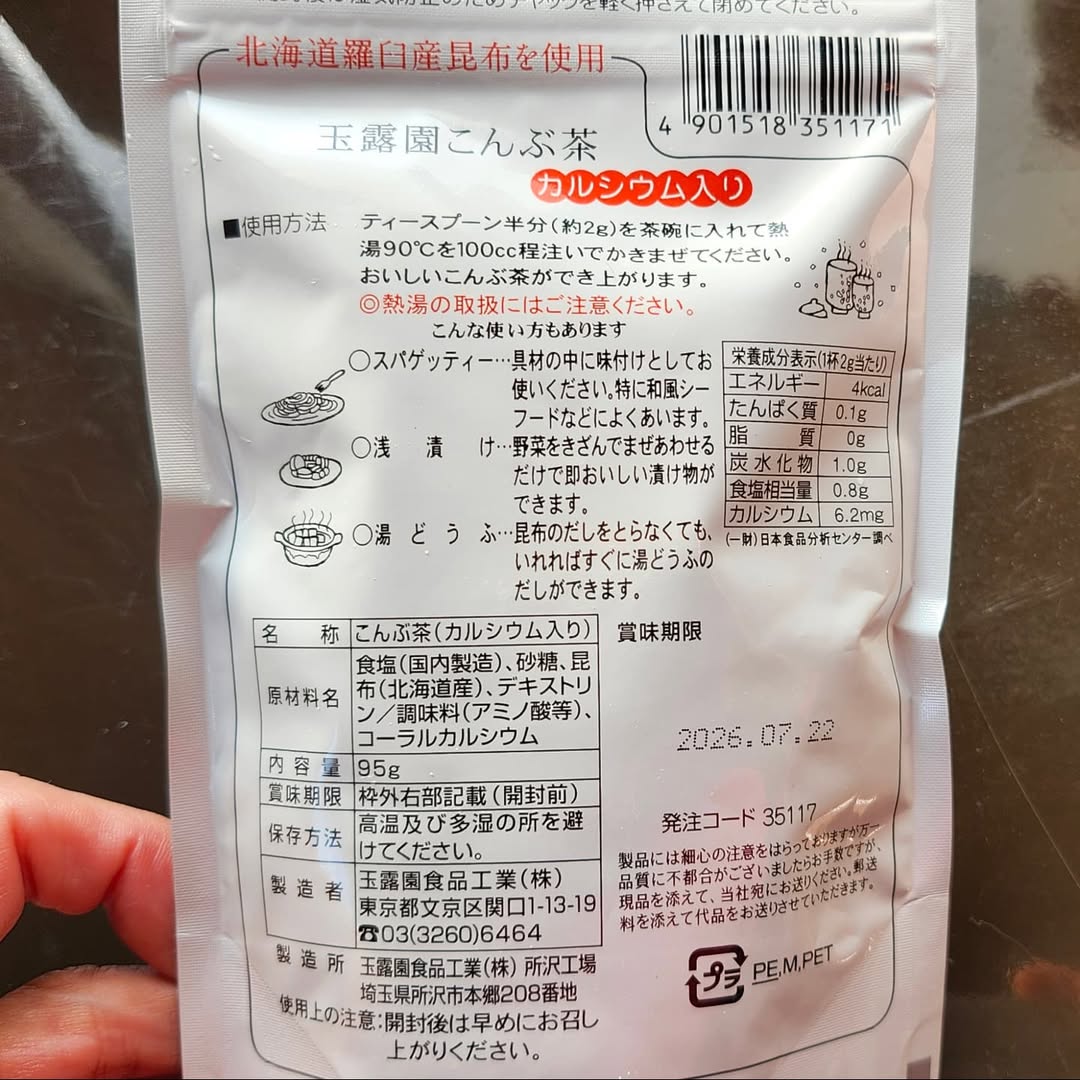 北海道羅臼産昆布を使用
4 901518 351171
玉露園こんぶ茶
カルシウム入り
■使用方法 ティースプーン半分(約2g)を茶碗に入れて熱
湯90℃を100cc程注いでかきまぜてください。
おいしいこんぶ茶ができ上がります。
◎熱湯の取扱にはご注意ください。
こんな使い方もあります
○スパゲッティー…具材の中に味付けとしてお
使いください。特に和風シー
フードなどによくあいます。
○浅漬け…野菜をきざんでまぜあわせる
だけで即おいしい漬け物が
できます。
○湯どうふ…昆布のだしをとらなくても、
いれればすぐに湯どうふの
だしができます。
栄養成分表示(1杯2g当たり)
エネルギー 4kcal
たんぱく質 0.1g
脂質 0g
炭水化物 1.0g
食塩相当量 0.8g
カルシウム 6.2mg
(一財)日本食品分析センター調べ
名称 こんぶ茶(カルシウム入り)
原材料名 食塩(国内製造)、砂糖、昆
布(北海道産)、デキストリ
ン/調味料(アミノ酸等)、
コーラルカルシウム
内容量 95g
賞味期限 枠外右部記載(開封前)
保存方法 高温及び多湿の所を避
けてください。
製造者 玉露園食品工業(株)
東京都文京区関口1-13-19
☎03(3260)6464
製造所 玉露園食品工業(株) 所沢工場
埼玉県所沢市本郷208番地
使用上の注意:開封後は早めにお召し
上がりください。
賞味期限
2026.07.22
発注コード 35117
製品には細心の注意をはらっておりますが万一
品質に不都合がございましたらお手数ですが、
現品を添えて、当社宛にお送りください。郵送
料を添えて代品をお送りさせていただきます。
プラ PE,M,PET